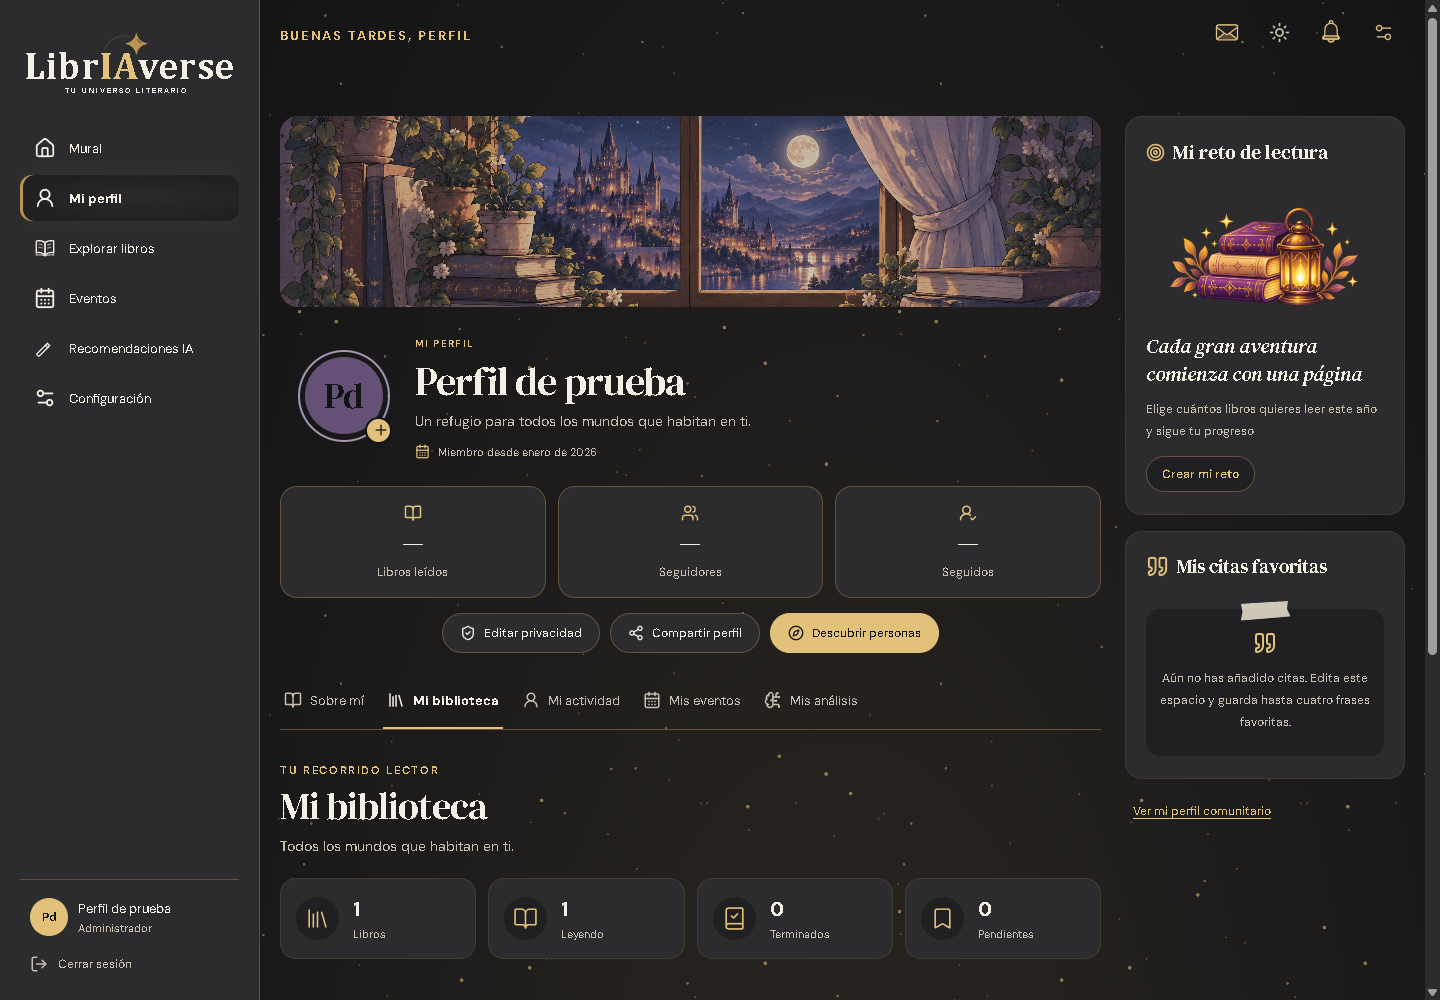 LibrIAverse
TU UNIVERSO LITERARIO
Mural
Mi perfil
Explorar libros
Eventos
Recomendaciones IA
Configuración
Pd
Perfil de prueba
Administrador
Cerrar sesión
BUENAS TARDES, PERFIL
Pd
MI PERFIL
Perfil de prueba
Un refugio para todos los mundos que habitan en ti.
Miembro desde enero de 2026
—
Libros leídos
—
Seguidores
—
Seguidos
Editar privacidad
Compartir perfil
Descubrir personas
Sobre mí
Mi biblioteca
Mi actividad
Mis eventos
Mis análisis
TU RECORRIDO LECTOR
Mi biblioteca
Todos los mundos que habitan en ti.
1
Libros
1
Leyendo
0
Terminados
0
Pendientes
Mi reto de lectura
Cada gran aventura
comienza con una página
Elige cuántos libros quieres leer este año
y sigue tu progreso
Crear mi reto
Mis citas favoritas
Aún no has añadido citas. Edita este
espacio y guarda hasta cuatro frases
favoritas.
Ver mi perfil comunitario